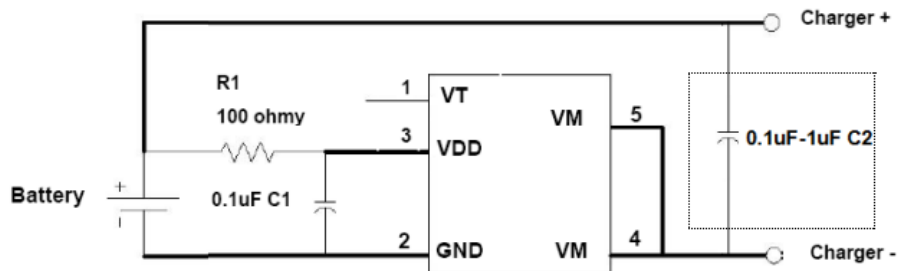 Charger +
R1
100 ohmy
1
VT
VM
5
3
VDD
0.1uF-1uF C2
+
Battery
0.1uF C1
-
2
GND
VM
4
Charger -